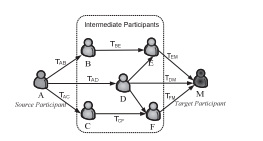 Intermediate Participants
T_BE
B
E
T_AB
T_EM
A
T_AD
T_DM
M
Source Participant
D
Target Participant
T_AC
T_FM
C
T_CF
F